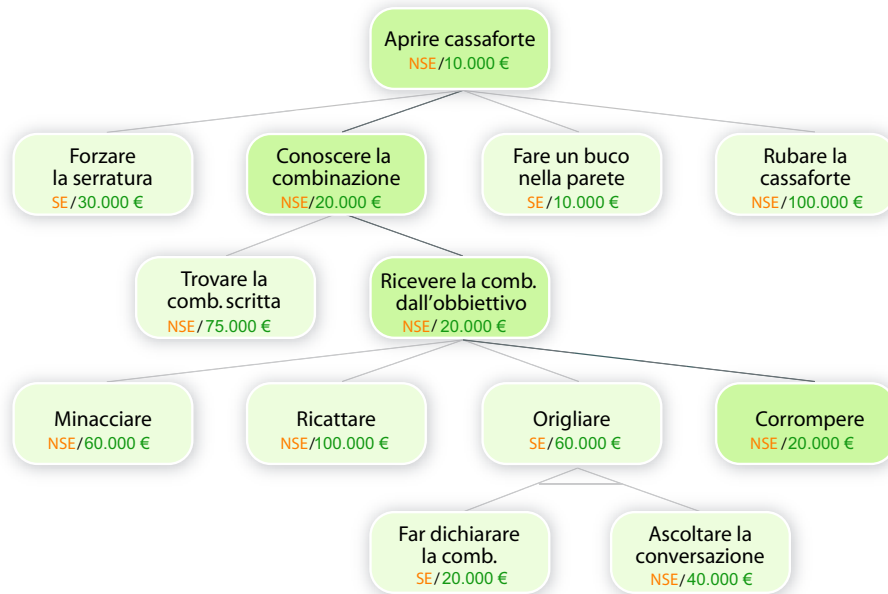 Aprire cassaforte
NSE/10.000 €
Forzare
la serratura
SE/30.000 €
Conoscere la
combinazione
NSE/20.000 €
Fare un buco
nella parete
SE/10.000 €
Rubare la
cassaforte
NSE/100.000 €
Trovare la
comb. scritta
NSE/75.000 €
Ricevere la comb.
dall'obbiettivo
NSE/20.000 €
Minacciare
NSE/60.000 €
Ricattare
NSE/100.000 €
Origliare
SE/60.000 €
Corrompere
NSE/20.000 €
Far dichiarare
la comb.
SE/20.000 €
Ascoltare la
conversazione
NSE/40.000 €